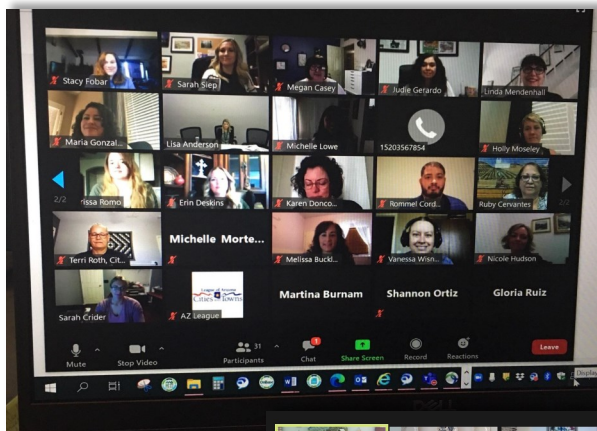 Stacy Fobar
Sarah Siep
Megan Casey
Judie Gerardo
Linda Mendenhall
Maria Gonzal...
Lisa Anderson
Michelle Lowe
15203567854
Holly Moseley
2/2
rissa Romo
Erin Deskins
Karen Donco...
Rommel Cord...
Ruby Cervantes
2/2
Terri Roth, Cit...
Michelle Morte...
Melissa Buckl...
Vanessa Wisn...
Nicole Hudson
Sarah Crider
League of Arizona
Cities Towns
AZ League
Martina Burnam
Shannon Ortiz
Gloria Ruiz
Mute
Stop Video
31
Participants
1
Chat
Share Screen
Record
Reactions
Leave
Display
DELL